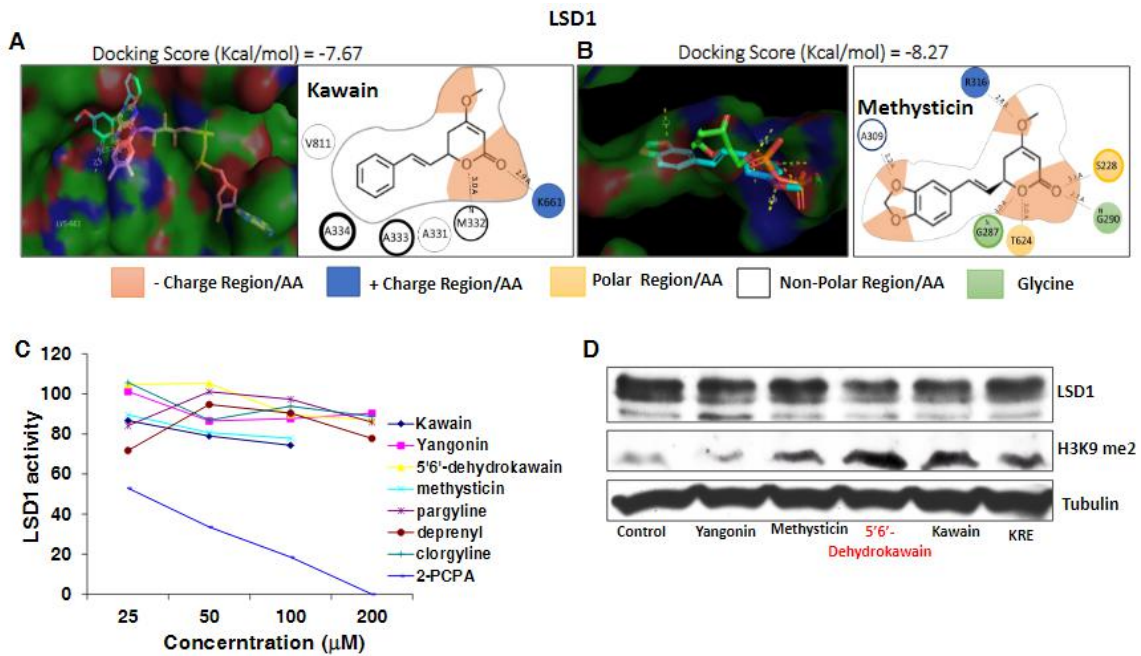 LSD1
A
Docking Score (Kcal/mol) = -7.67
B
Docking Score (Kcal/mol) = -8.27
Kawain
V811
O
O
O
3.0 A
2.9 A
K661
N
M332
A331
A333
A334
Methysticin
R316
2.8 A
A309
O
O
O
O
O
S228
N
G290
G287
3.0 A
T624
- Charge Region/AA
+ Charge Region/AA
Polar Region/AA
Non-Polar Region/AA
Glycine
C
LSD1 activity
120
100
80
60
40
20
0
25
50
100
200
Concerntration (μM)
Kawain
Yangonin
5'6'-dehydrokawain
methysticin
pargyline
deprenyl
clorgyline
2-PCPA
D
LSD1
H3K9 me2
Tubulin
Control
Yangonin
Methysticin
5'6'-
Dehydrokawain
Kawain
KRE